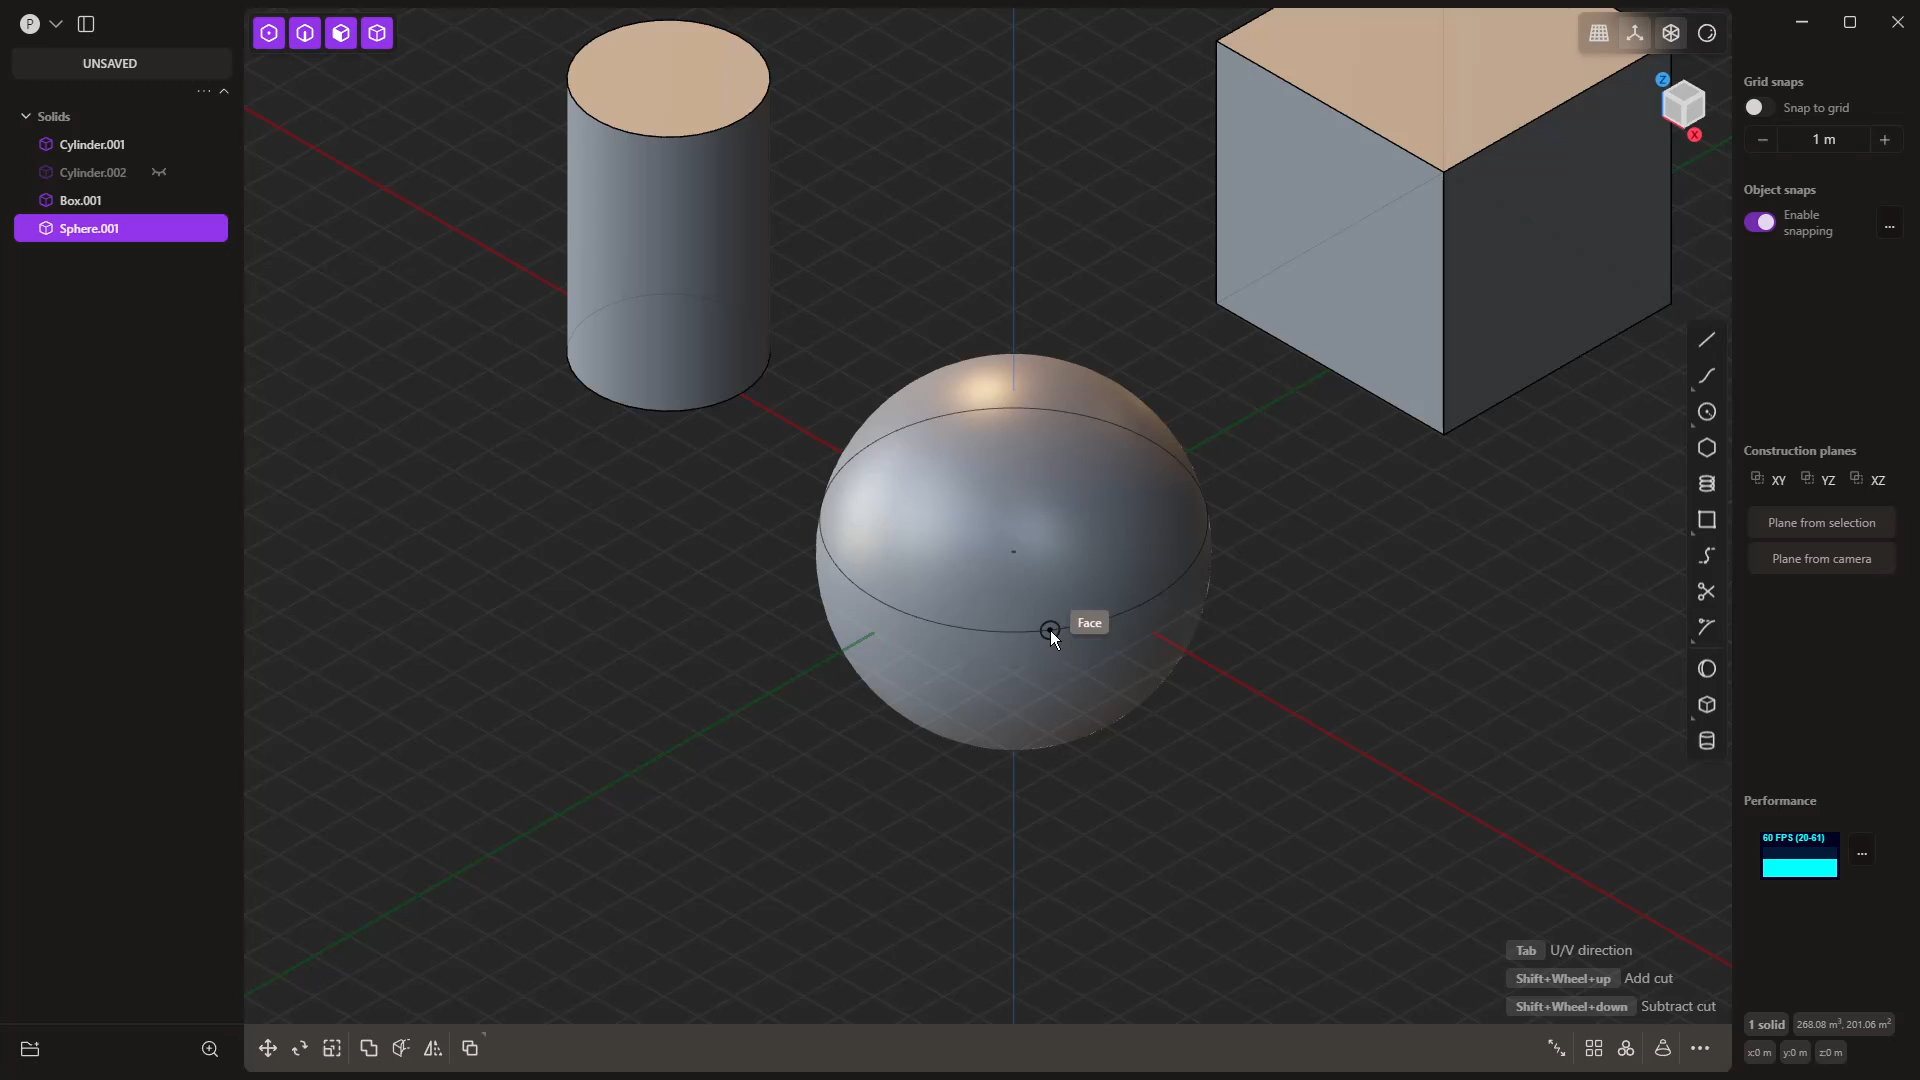 P
UNSAVED
Solids
Cylinder.001
Cylinder.002
Box.001
Sphere.001
Face
Z
X
Grid snaps
Snap to grid
1 m
Object snaps
Enable
snapping
Construction planes
XY YZ XZ
Plane from selection
Plane from camera
Performance
60 FPS (20-61)
Tab U/V direction
Shift+Wheel+up Add cut
Shift+Wheel+down Subtract cut
1 solid 268.08 m³, 201.06 m²
x:0 m y:0 m z:0 m